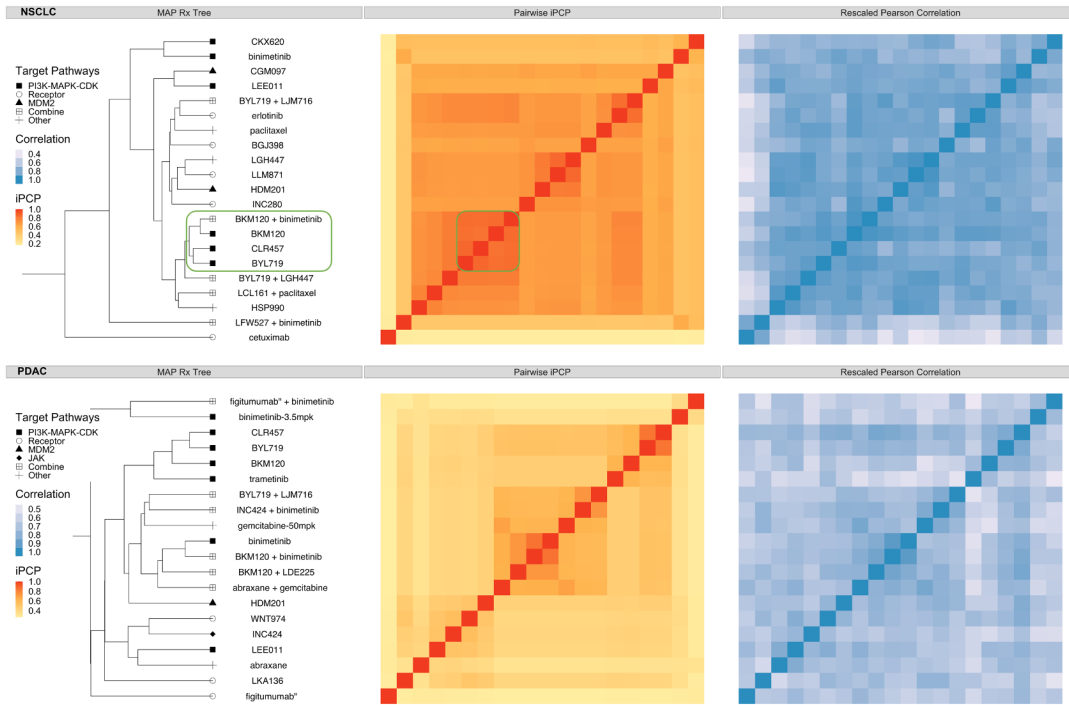 NSCLC
MAP Rx Tree
Pairwise iPCP
Rescaled Pearson Correlation
Target Pathways
PI3K-MAPK-CDK
Receptor
MDM2
Combine
Other
Correlation
0.4
0.6
0.8
1.0
iPCP
1.0
0.8
0.6
0.4
0.2
CKX620
binimetinib
CGM097
LEE011
BYL719 + LJM716
erlotinib
paclitaxel
BGJ398
LGH447
LLM871
HDM201
INC280
BKM120 + binimetinib
BKM120
CLR457
BYL719
BYL719 + LGH447
LCL161 + paclitaxel
HSP990
LFW527 + binimetinib
cetuximab
PDAC
MAP Rx Tree
Pairwise iPCP
Rescaled Pearson Correlation
Target Pathways
PI3K-MAPK-CDK
Receptor
MDM2
JAK
Combine
Other
Correlation
0.5
0.6
0.7
0.8
0.9
1.0
iPCP
1.0
0.8
0.6
0.4
figitumumab" + binimetinib
binimetinib-3.5mpk
CLR457
BYL719
BKM120
trametinib
BYL719 + LJM716
INC424 + binimetinib
gemcitabine-50mpk
binimetinib
BKM120 + binimetinib
BKM120 + LDE225
abraxane + gemcitabine
HDM201
WNT974
INC424
LEE011
abraxane
LKA136
figitumumab"